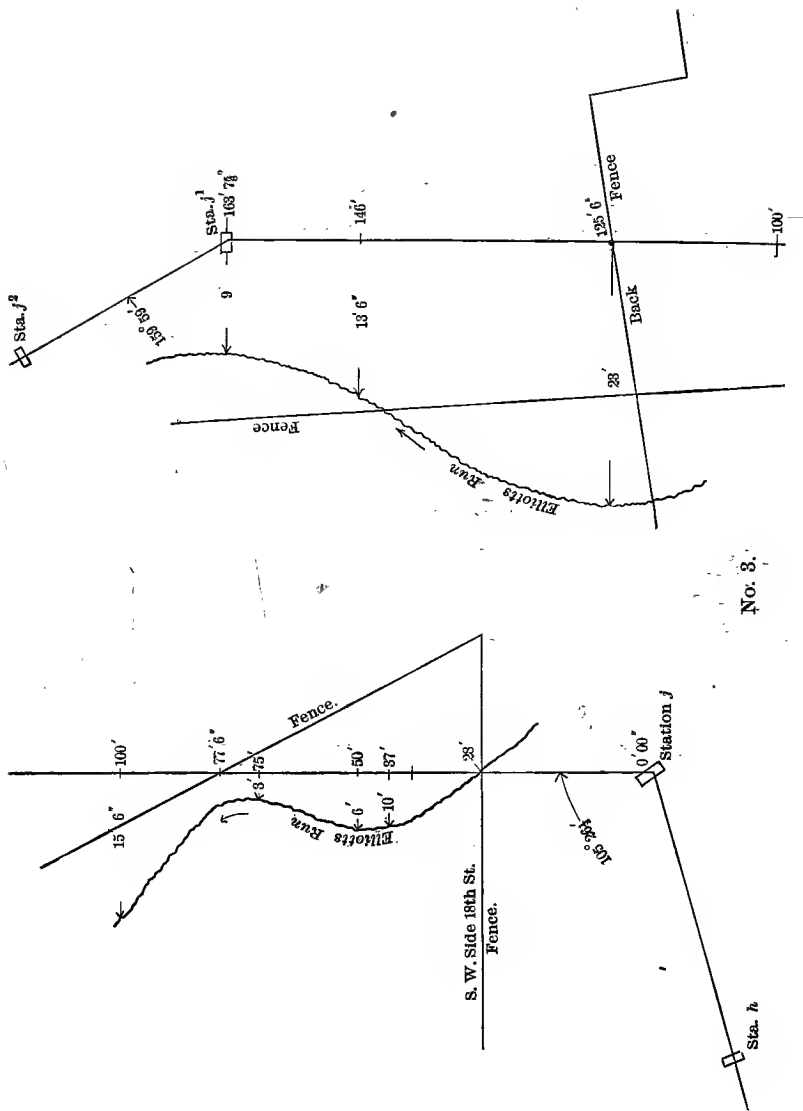 Sta. j²
159° 59′
Sta. j¹
163′ 7⅞″
9
146′
13′ 6″
Fence
Elliotts
Run
125′ 6″
Fence
Back
23′
100′
No. 3.
100′
15′ 6″
Fence.
77′ 6″
75′
3′
Elliotts
Run
50′
6′
37′
10′
28′
S. W. Side 18th St.
Fence.
0′ 00″
Station j
Sta. h